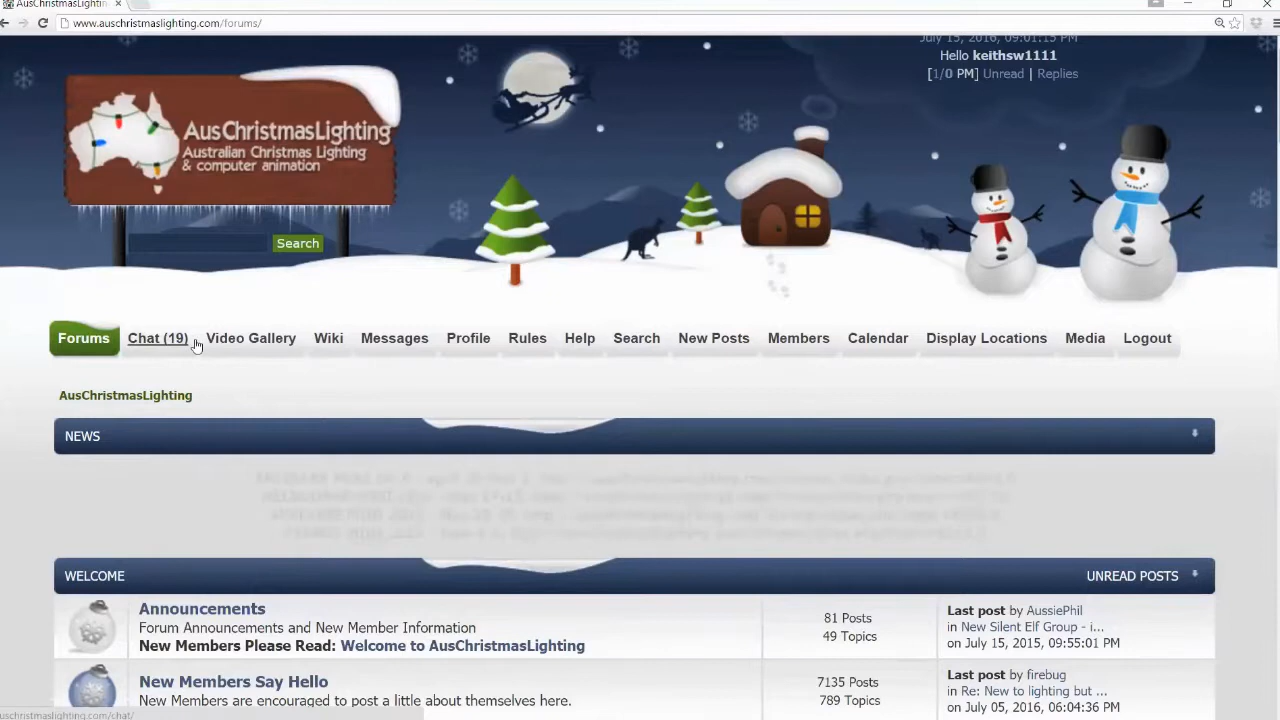 AusChristmasLightin
www.auschristmaslighting.com/forums/
July 15, 2016, 09:01:15 PM
Hello keithsw1111
[1/0 PM] Unread | Replies
AusChristmasLighting
Australian Christmas Lighting
& computer animation
Search
Forums Chat (19) Video Gallery Wiki Messages Profile Rules Help Search New Posts Members Calendar Display Locations Media Logout
AusChristmasLighting
NEWS
WELCOME UNREAD POSTS
Announcements
Forum Announcements and New Member Information
New Members Please Read: Welcome to AusChristmasLighting
81 Posts
49 Topics
Last post by AussiePhil
in New Silent Elf Group - i...
on July 15, 2015, 09:55:01 PM
New Members Say Hello
New Members are encouraged to post a little about themselves here.
7135 Posts
789 Topics
Last post by firebug
in Re: New to lighting but ...
on July 05, 2016, 06:04:36 PM
auschristmaslighting.com/chat/